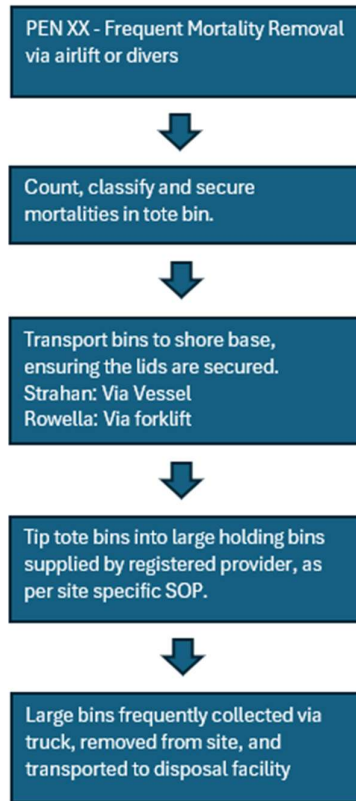 PEN XX - Frequent Mortality Removal
via airlift or divers
Count, classify and secure
mortalities in tote bin.
Transport bins to shore base,
ensuring the lids are secured.
Strahan: Via Vessel
Rowella: Via forklift
Tip tote bins into large holding bins
supplied by registered provider, as
per site specific SOP.
Large bins frequently collected via
truck, removed from site, and
transported to disposal facility